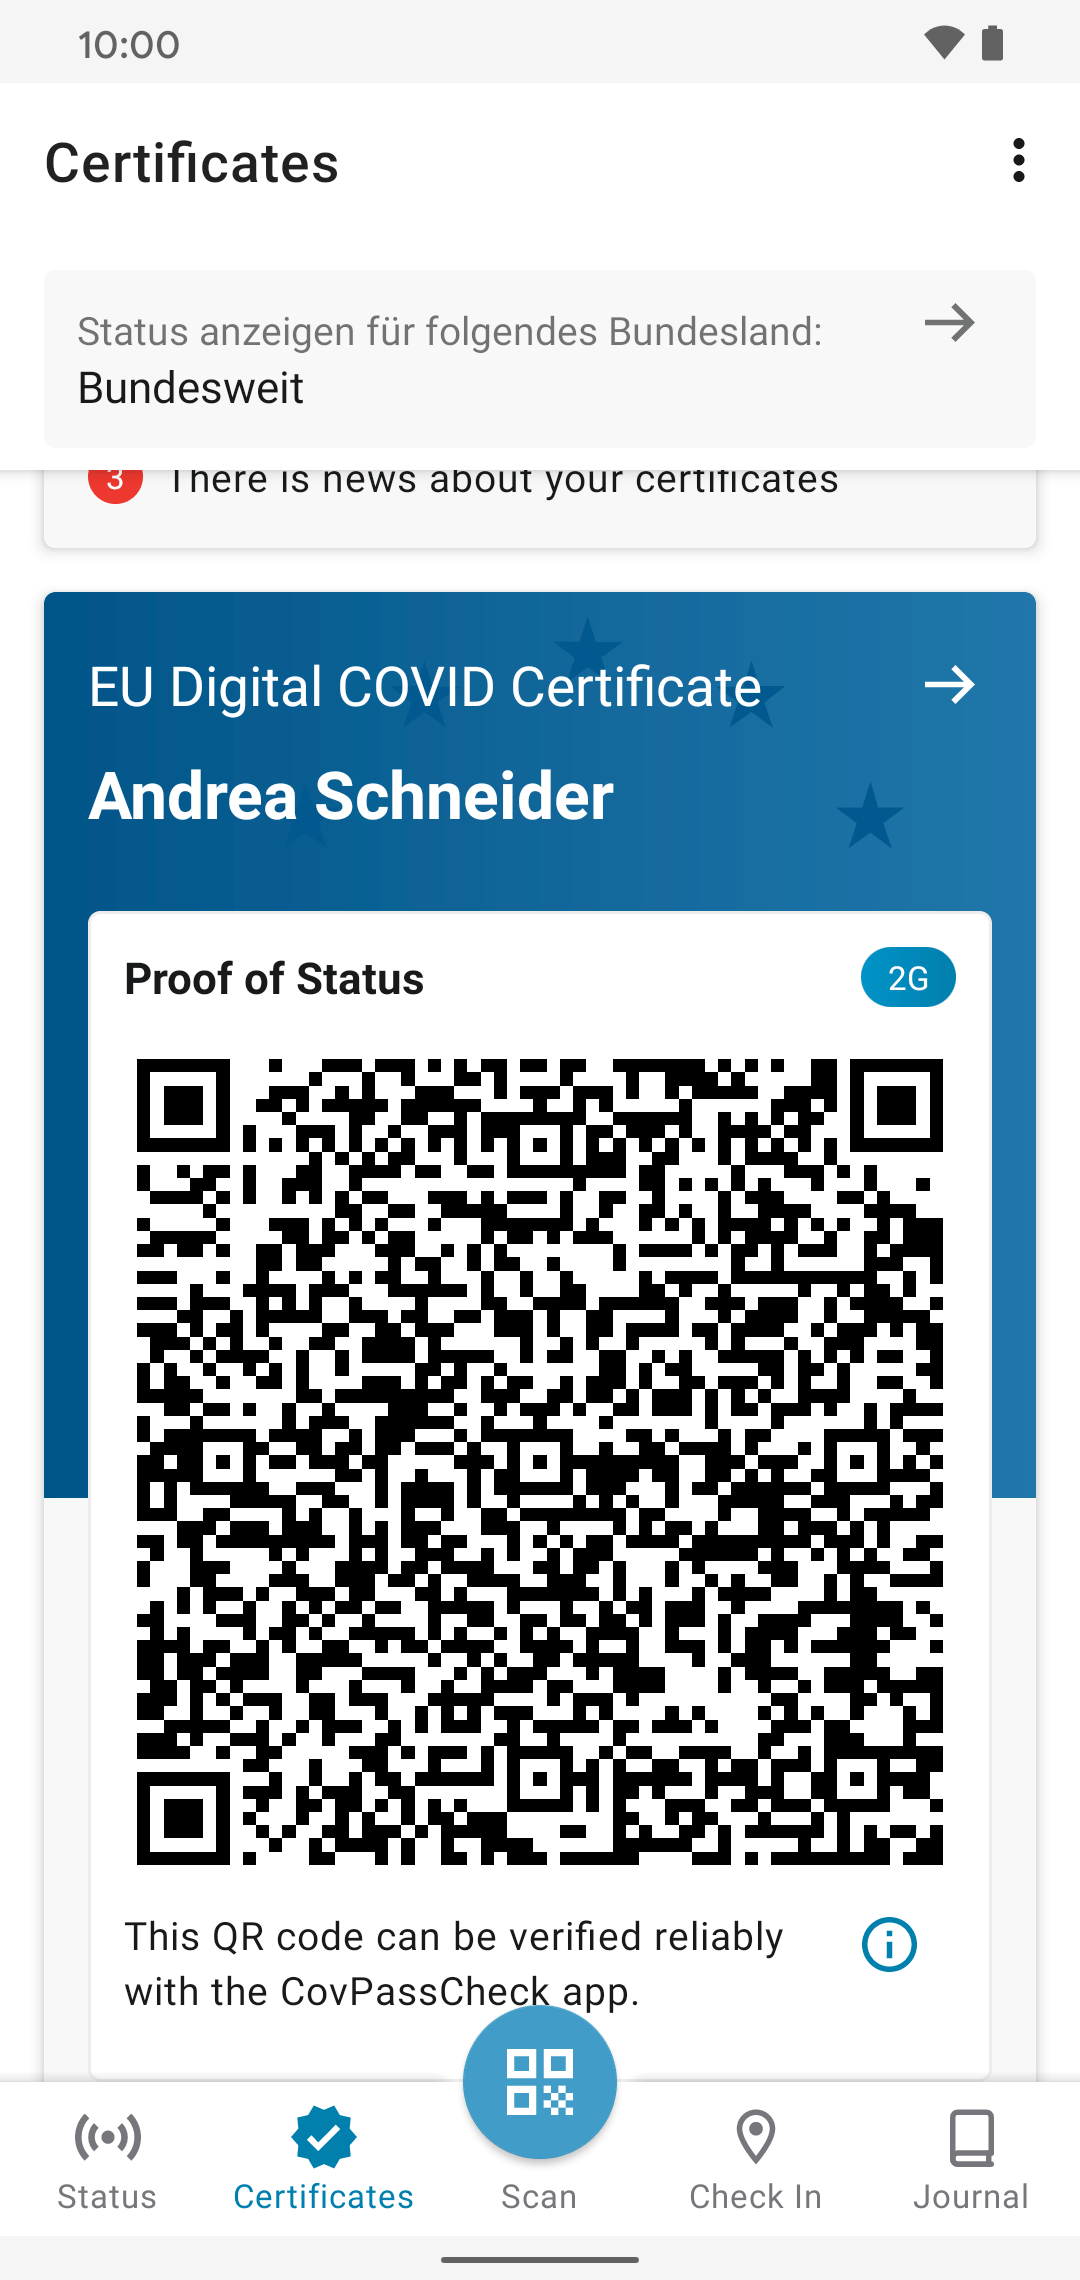 10:00
Certificates
Status anzeigen für folgendes Bundesland:
Bundesweit
3 There is news about your certificates
EU Digital COVID Certificate
Andrea Schneider
Proof of Status
2G
This QR code can be verified reliably
with the CovPassCheck app.
Status
Certificates
Scan
Check In
Journal